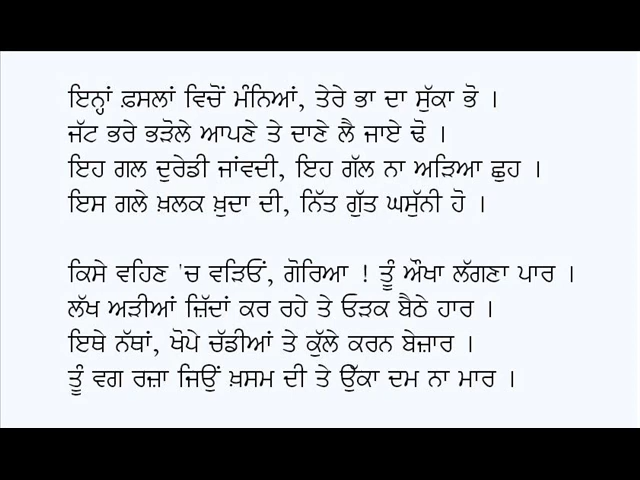 ਇਨ੍ਹਾਂ ਫ਼ਸਲਾਂ ਵਿਚੋਂ ਮੰਨਿਆਂ, ਤੇਰੇ ਭਾ ਦਾ ਸੁੱਕਾ ਭੋ ।
ਜੱਟ ਭਰੇ ਭੜੋਲੇ ਆਪਣੇ ਤੇ ਦਾਣੇ ਲੈ ਜਾਏ ਢੋ ।
ਇਹ ਗਲ ਦੁਰੇਡੀ ਜਾਂਵਦੀ, ਇਹ ਗੱਲ ਨਾ ਅੜਿਆ ਛੁਹ ।
ਇਸ ਗਲੇ ਖ਼ਲਕ ਖ਼ੁਦਾ ਦੀ, ਨਿੱਤ ਗੁੱਤ ਘਸੁੱਨੀ ਹੋ ।
ਕਿਸੇ ਵਹਿਣ 'ਚ ਵੜਿਓਂ, ਗੋਰਿਆ ! ਤੂੰ ਔਖਾ ਲੱਗਣਾ ਪਾਰ ।
ਲੱਖ ਅੜੀਆਂ ਜ਼ਿੱਦਾਂ ਕਰ ਰਹੇ ਤੇ ਓੜਕ ਬੈਠੇ ਹਾਰ ।
ਇਥੇ ਨੱਥਾਂ, ਖੋਪੇ ਚੱਡੀਆਂ ਤੇ ਕੁੱਲੇ ਕਰਨ ਬੇਜ਼ਾਰ ।
ਤੂੰ ਵਗ ਰਜ਼ਾ ਜਿਉਂ ਖ਼ਸਮ ਦੀ ਤੇ ਉੱਕਾ ਦਮ ਨਾ ਮਾਰ ।